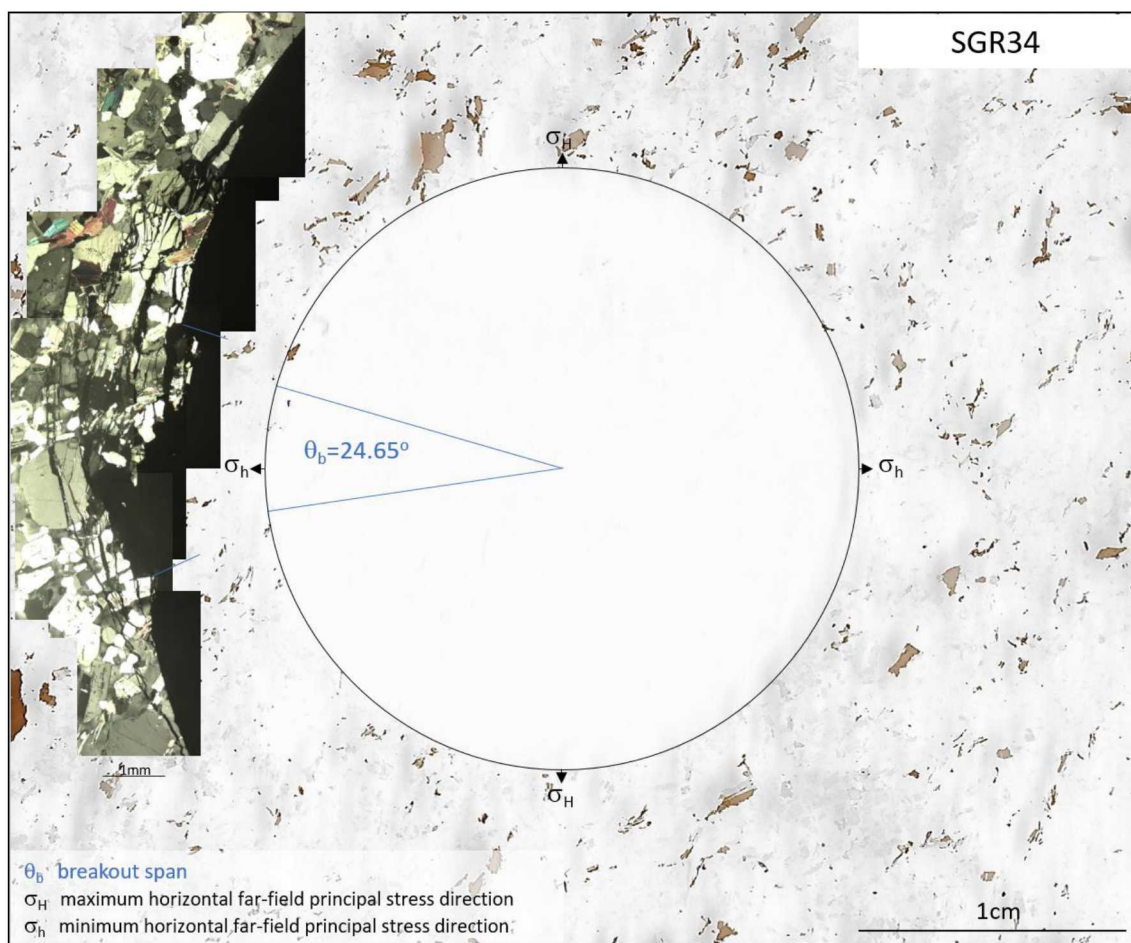 SGR34
σH
θb=24.65º
σh
σh
σH
1mm
θb breakout span
σH maximum horizontal far-field principal stress direction
σh minimum horizontal far-field principal stress direction
1cm